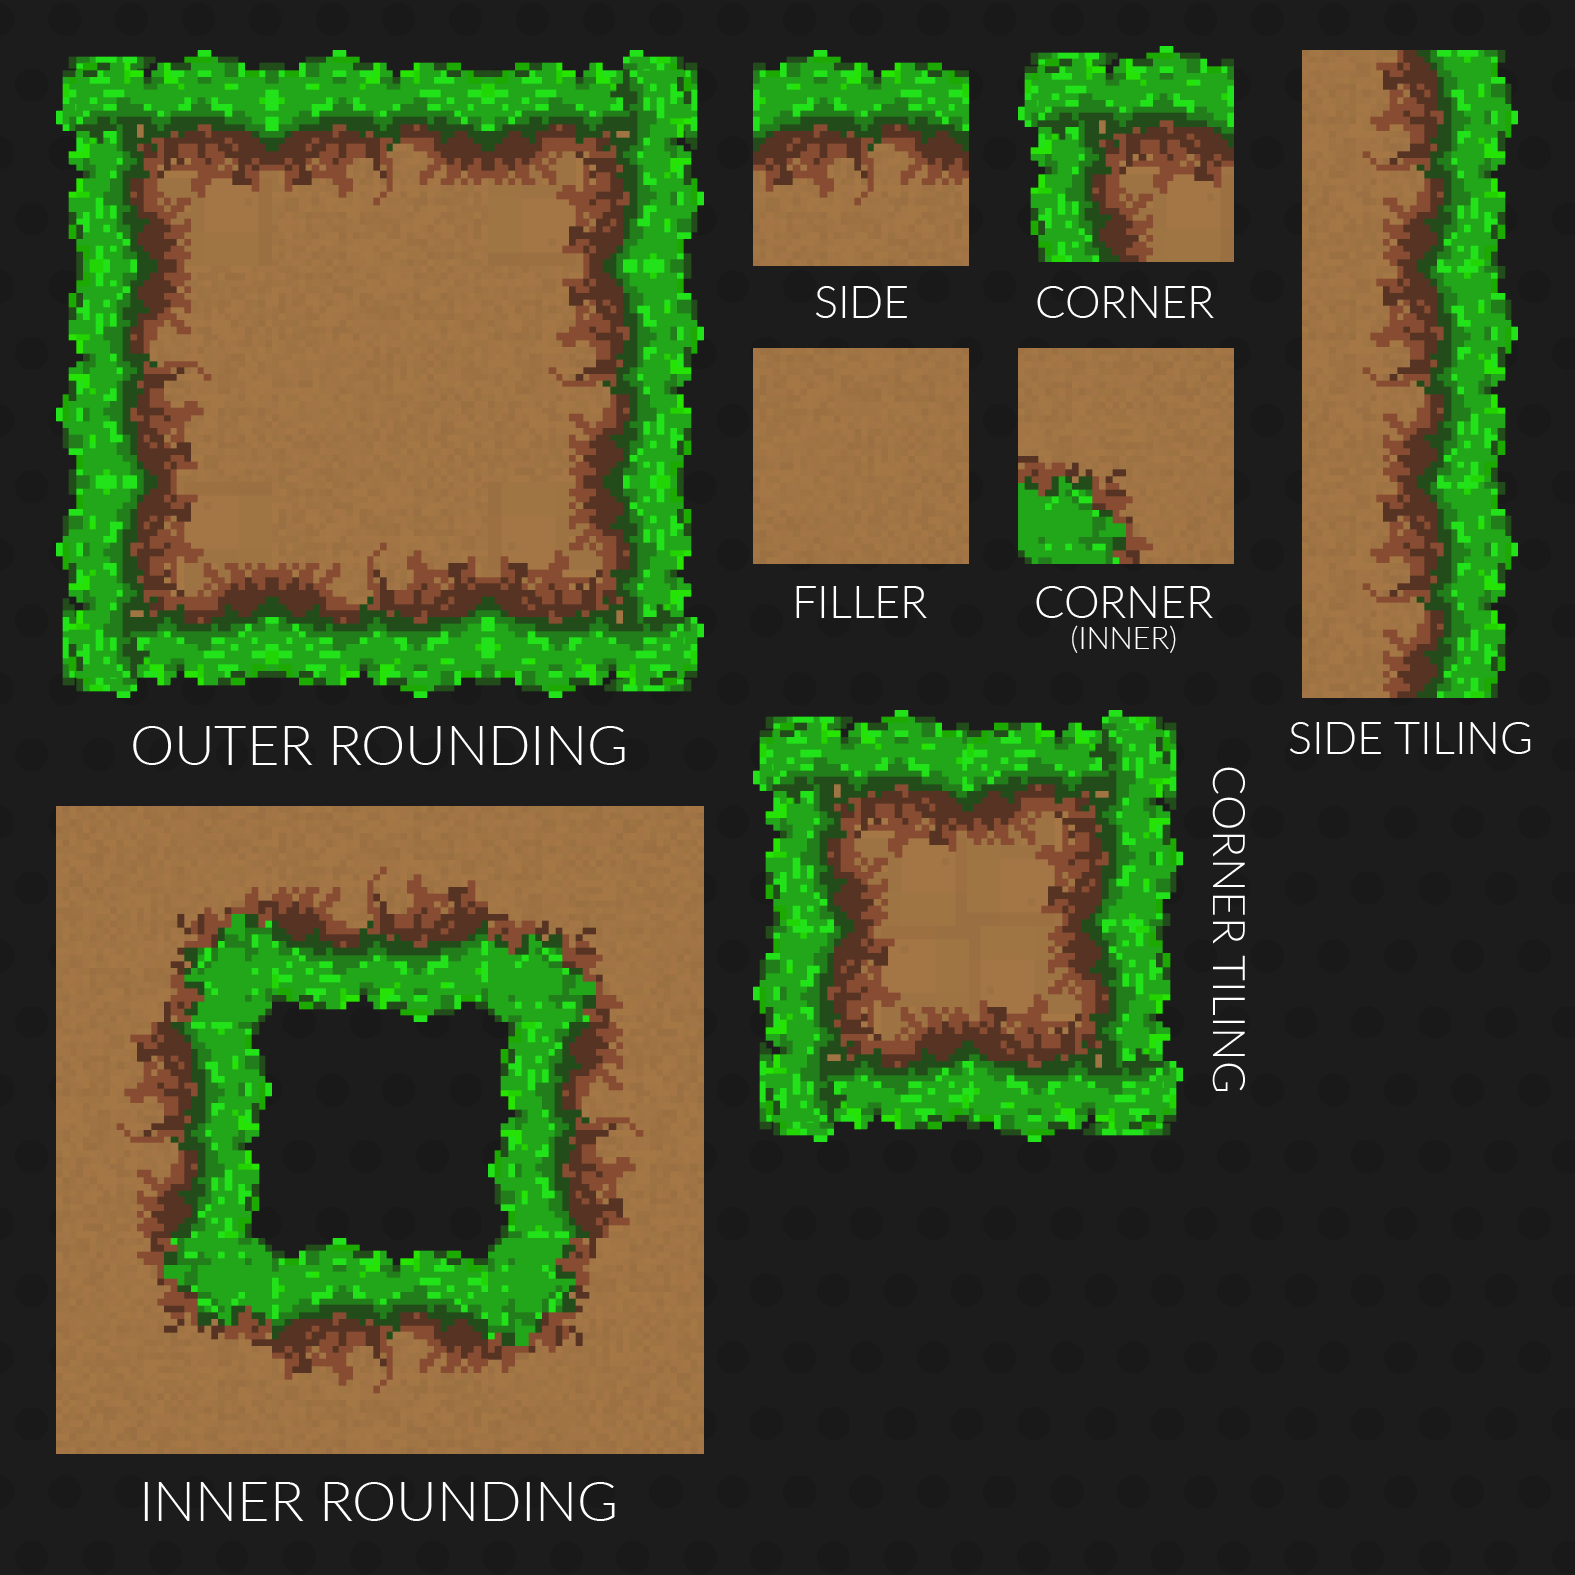 SIDE
CORNER
FILLER
CORNER
(INNER)
OUTER ROUNDING
SIDE TILING
CORNER TILING
INNER ROUNDING